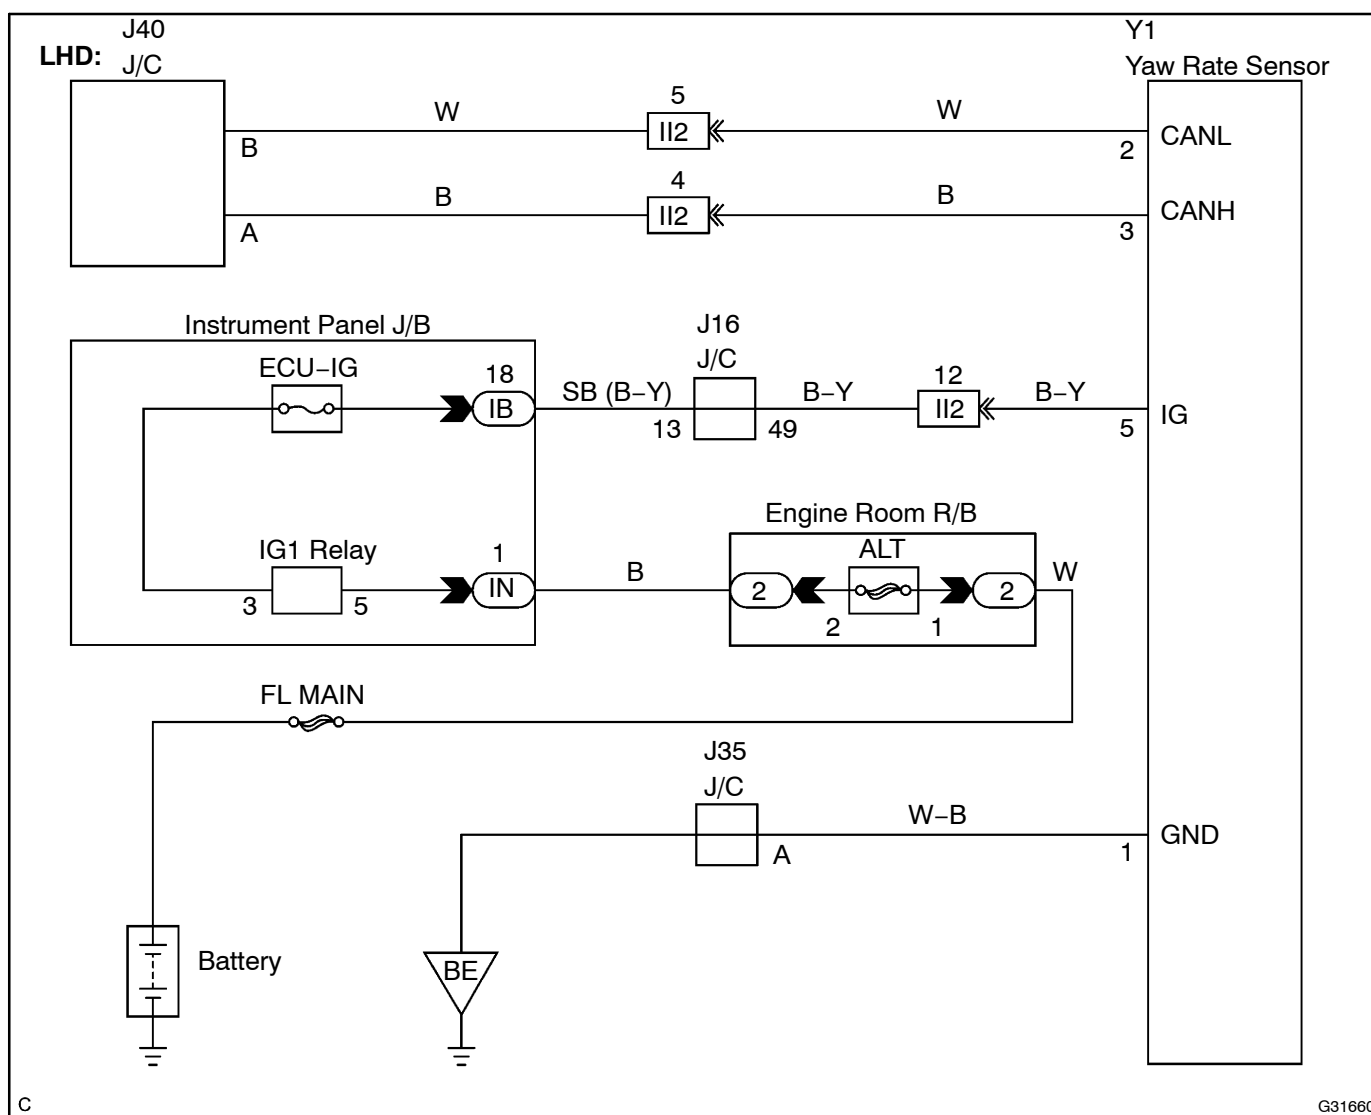 J40
Y1
LHD:
J/C
Yaw Rate Sensor
5
W
W
II2
B
2
CANL
4
B
B
II2
A
3
CANH
Instrument Panel J/B
J16
J/C
ECU−IG
18
SB (B−Y)
B−Y
12
B−Y
IB
II2
13
49
5
IG
Engine Room R/B
IG1 Relay
1
B
ALT
W
IN
2
2
3
5
2
1
FL MAIN
J35
J/C
W−B
A
1
GND
Battery
BE
C
G31660